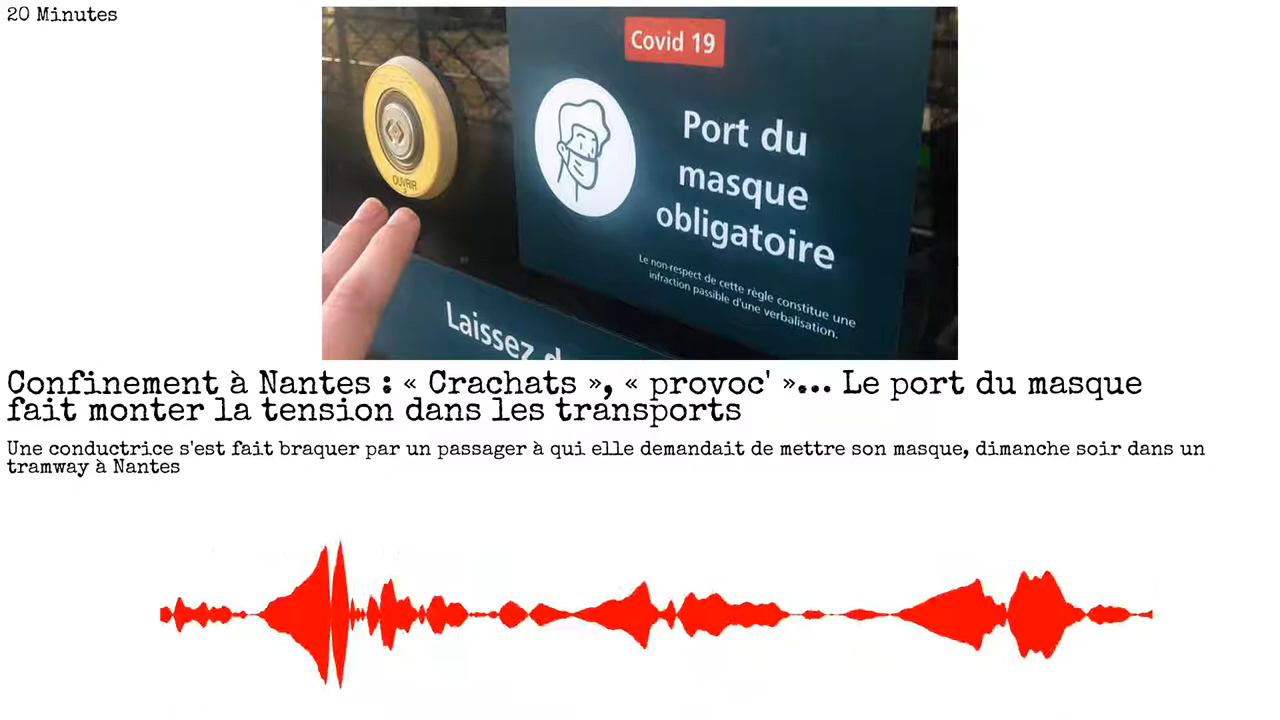 20 Minutes
Covid 19
Port du
masque
obligatoire
Le non-respect de cette règle constitue une
infraction passible d'une verbalisation.
OUVRIR
Laissez d
Confinement à Nantes : « Crachats », « provoc' »... Le port du masque
fait monter la tension dans les transports
Une conductrice s'est fait braquer par un passager à qui elle demandait de mettre son masque, dimanche soir dans un
tramway à Nantes